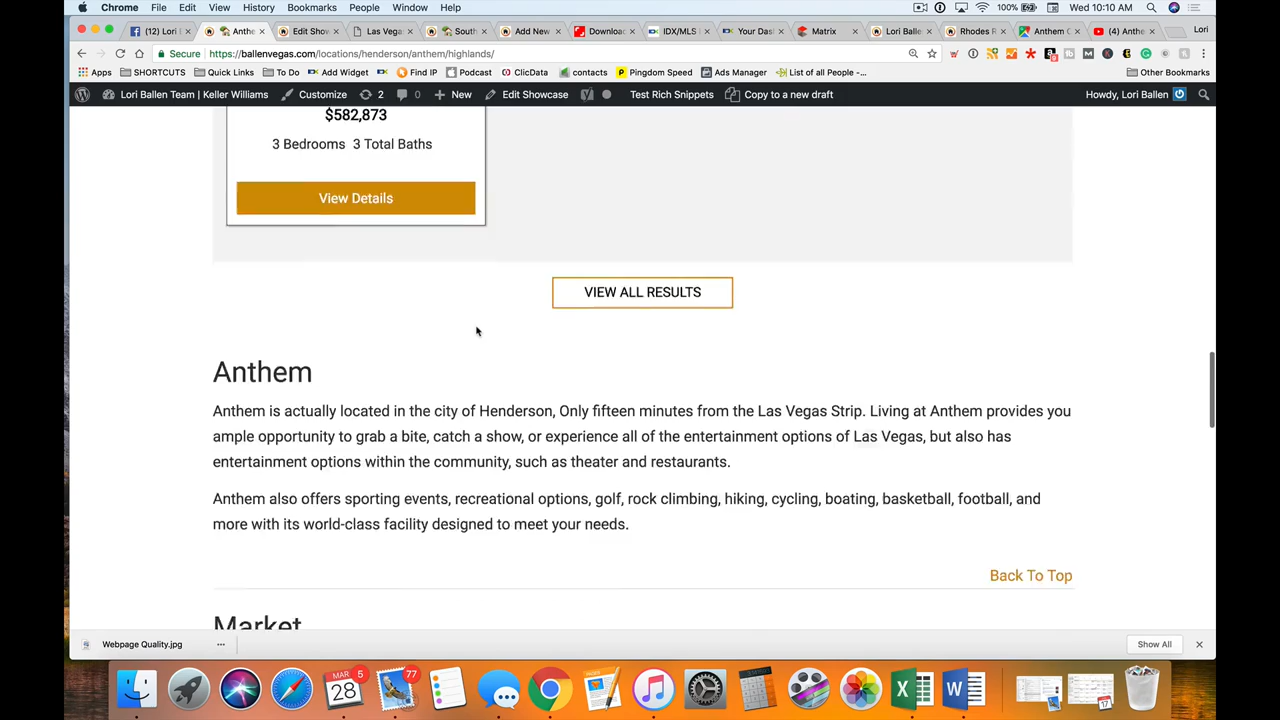 Chrome File Edit View History Bookmarks People Window Help 100% Wed 10:10 AM
(12) Lori Anthe Edit Show Las Vegas South Add New Download IDX/MLS Your Das Matrix Lori Ballen Rhodes R Anthem C (4) Anthe Lori
Secure https://ballenvegas.com/locations/henderson/anthem/highlands/
Apps SHORTCUTS Quick Links To Do Add Widget Find IP Podcast ClicData contacts Pingdom Speed Ads Manager List of all People -... Other Bookmarks
Lori Ballen Team | Keller Williams Customize 2 0 New Edit Showcase Test Rich Snippets Copy to a new draft Howdy, Lori Ballen
$582,873
3 Bedrooms 3 Total Baths
View Details
VIEW ALL RESULTS
Anthem
Anthem is actually located in the city of Henderson, Only fifteen minutes from the Las Vegas Strip. Living at Anthem provides you
ample opportunity to grab a bite, catch a show, or experience all of the entertainment options of Las Vegas, but also has
entertainment options within the community, such as theater and restaurants.
Anthem also offers sporting events, recreational options, golf, rock climbing, hiking, cycling, boating, basketball, football, and
more with its world-class facility designed to meet your needs.
Back To Top
Market
Webpage Quality.jpg Show All
MAR 5 77
28 17